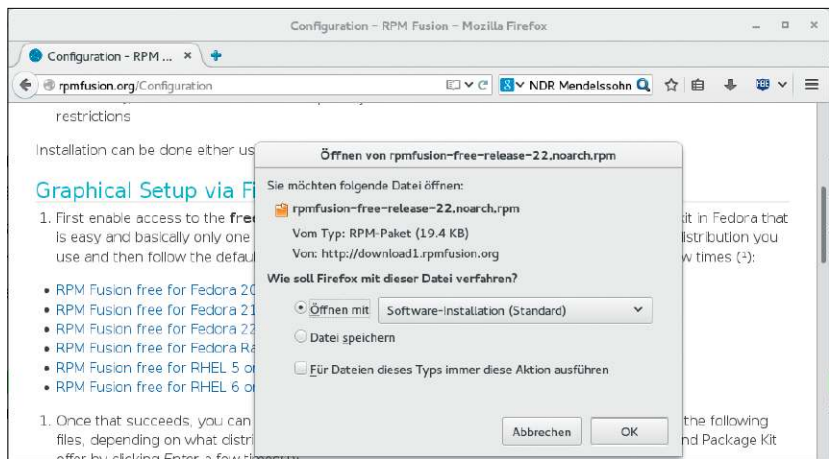 Configuration - RPM Fusion - Mozilla Firefox
Configuration - RPM ...
rpmfusion.org/Configuration
NDR Mendelssohn
restrictions
Installation can be done either us
Graphical Setup via Fi
1. First enable access to the free
is easy and basically only one
use and then follow the defaul
• RPM Fusion free for Fedora 20
• RPM Fusion free for Fedora 21
• RPM Fusion free for Fedora 22
• RPM Fusion free for Fedora Ra
• RPM Fusion free for RHEL 5 o
• RPM Fusion free for RHEL 6 o
1. Once that succeeds, you can
files, depending on what distri
offer by clicking Enter a few
Öffnen von rpmfusion-free-release-22.noarch.rpm
Sie möchten folgende Datei öffnen:
rpmfusion-free-release-22.noarch.rpm
Vom Typ: RPM-Paket (19.4 KB)
Von: http://download1.rpmfusion.org
Wie soll Firefox mit dieser Datei verfahren?
Öffnen mit
Software-Installation (Standard)
Datei speichern
Für Dateien dieses Typs immer diese Aktion ausführen
Abbrechen
OK
kit in Fedora that
istribution you
w times (¹):
the following
nd Package Kit